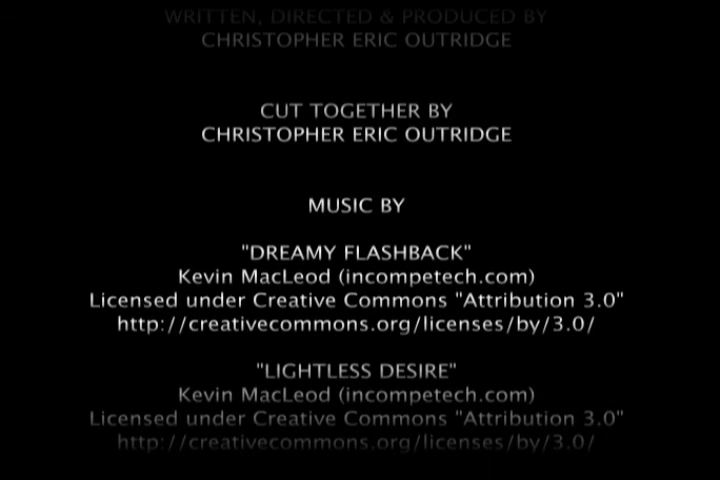 WRITTEN, DIRECTED & PRODUCED BY
CHRISTOPHER ERIC OUTRIDGE
CUT TOGETHER BY
CHRISTOPHER ERIC OUTRIDGE
MUSIC BY
"DREAMY FLASHBACK"
Kevin MacLeod (incompetech.com)
Licensed under Creative Commons "Attribution 3.0"
http://creativecommons.org/licenses/by/3.0/
"LIGHTLESS DESIRE"
Kevin MacLeod (incompetech.com)
Licensed under Creative Commons "Attribution 3.0"
http://creativecommons.org/licenses/by/3.0/